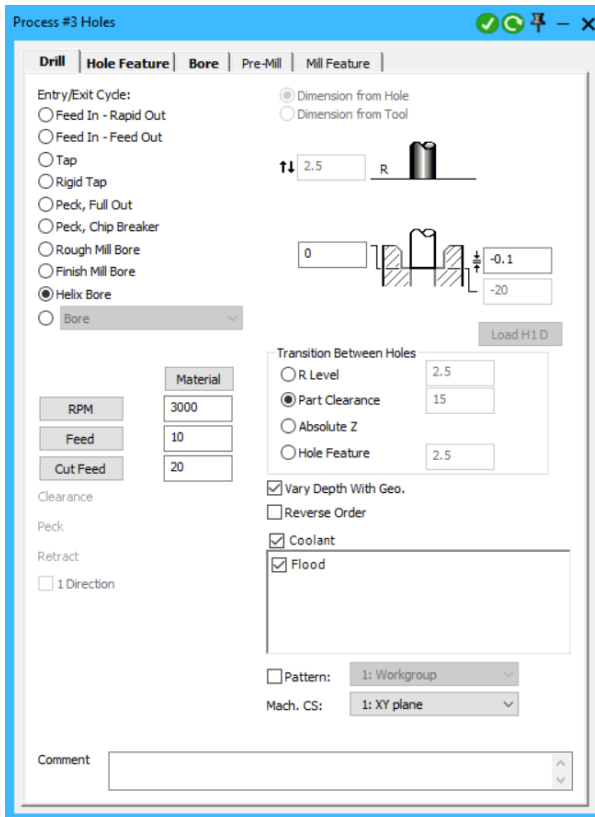 Process #3 Holes
Drill Hole Feature Bore Pre-Mill Mill Feature
Entry/Exit Cycle:
Feed In - Rapid Out
Feed In - Feed Out
Tap
Rigid Tap
Peck, Full Out
Peck, Chip Breaker
Rough Mill Bore
Finish Mill Bore
Helix Bore
Bore
Dimension from Hole
Dimension from Tool
2.5 R
0 -0.1
-20
Load H1 D
Material
RPM 3000
Feed 10
Cut Feed 20
Clearance
Peck
Retract
1 Direction
Transition Between Holes
R Level 2.5
Part Clearance 15
Absolute Z
Hole Feature 2.5
Vary Depth With Geo.
Reverse Order
Coolant
Flood
Pattern: 1: Workgroup
Mach. CS: 1: XY plane
Comment